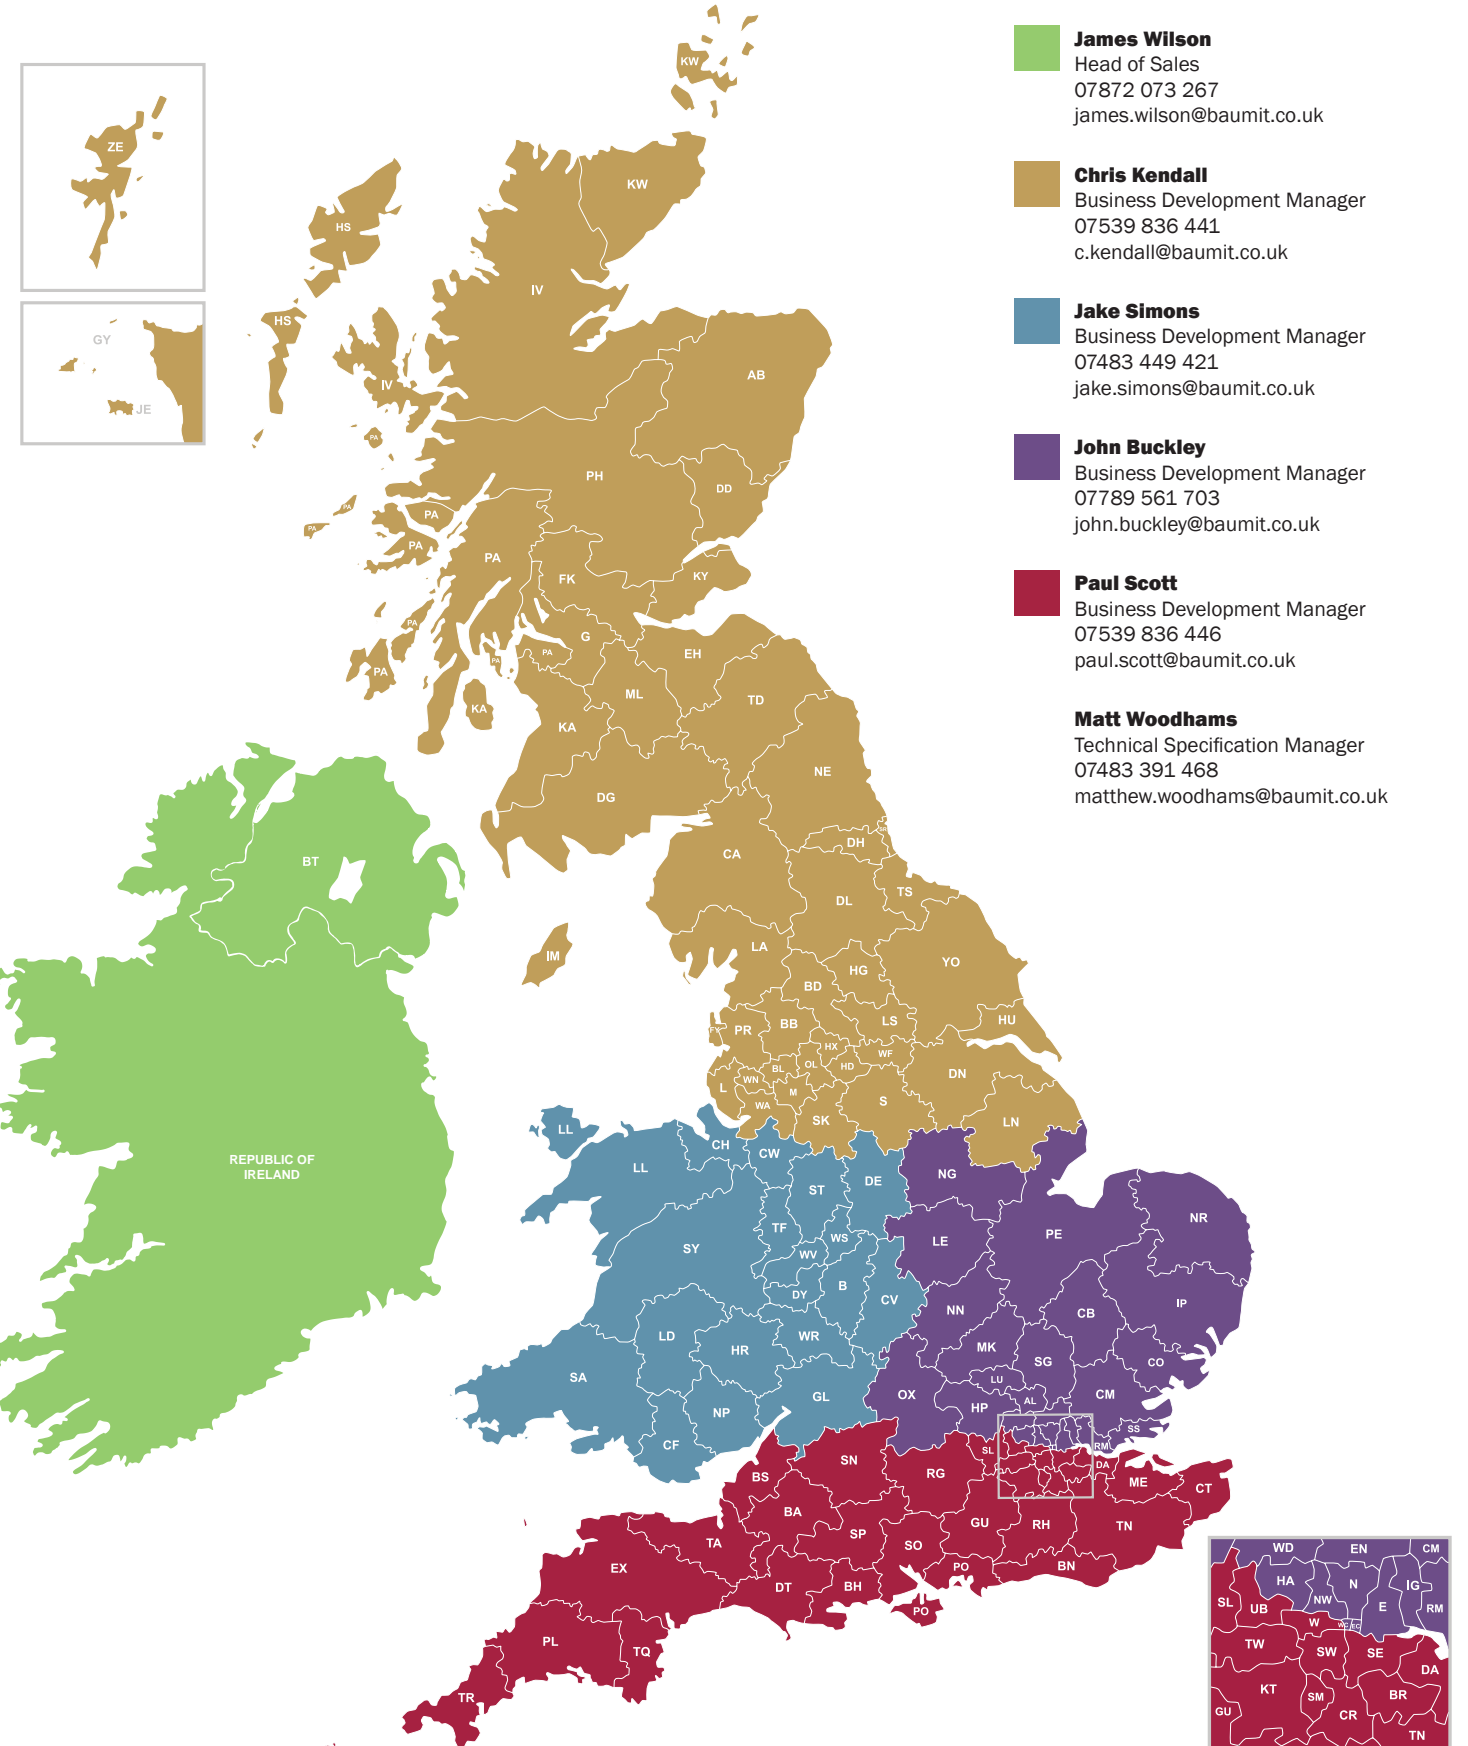 James Wilson
Head of Sales
07872 073 267
james.wilson@baumit.co.uk
Chris Kendall
Business Development Manager
07539 836 441
c.kendall@baumit.co.uk
Jake Simons
Business Development Manager
07483 449 421
jake.simons@baumit.co.uk
John Buckley
Business Development Manager
07789 561 703
john.buckley@baumit.co.uk
Paul Scott
Business Development Manager
07539 836 446
paul.scott@baumit.co.uk
Matt Woodhams
Technical Specification Manager
07483 391 468
matthew.woodhams@baumit.co.uk
ZE
GY
JE
KW
KW
HS
HS
IV
IV
AB
PA
PH
DD
PA
PA
PA
PA
PA
FK
KY
PA
G
PA
PA
EH
PA
ML
TD
KA
KA
NE
DG
DH
CA
BT
TS
DL
LA
IM
YO
HG
BD
HU
LS
BB
PR
FY
HX
WF
OL
HD
BL
DN
WN
L
M
S
WA
SK
LN
REPUBLIC OF
IRELAND
LL
LL
CH
CW
NG
ST
DE
NR
TF
WS
PE
LE
SY
WV
B
DY
CV
IP
NN
CB
LD
WR
HR
MK
SG
CO
SA
LU
GL
OX
AL
CM
HP
NP
SS
CF
RM
SL
SN
DA
RG
BS
ME
CT
BA
GU
RH
TN
SP
TA
SO
EX
PO
BN
DT
BH
PO
PL
TQ
TR
WD
EN
CM
HA
N
IG
NW
SL
UB
E
RM
W
WC
EC
TW
SW
SE
DA
KT
SM
BR
GU
CR
TN